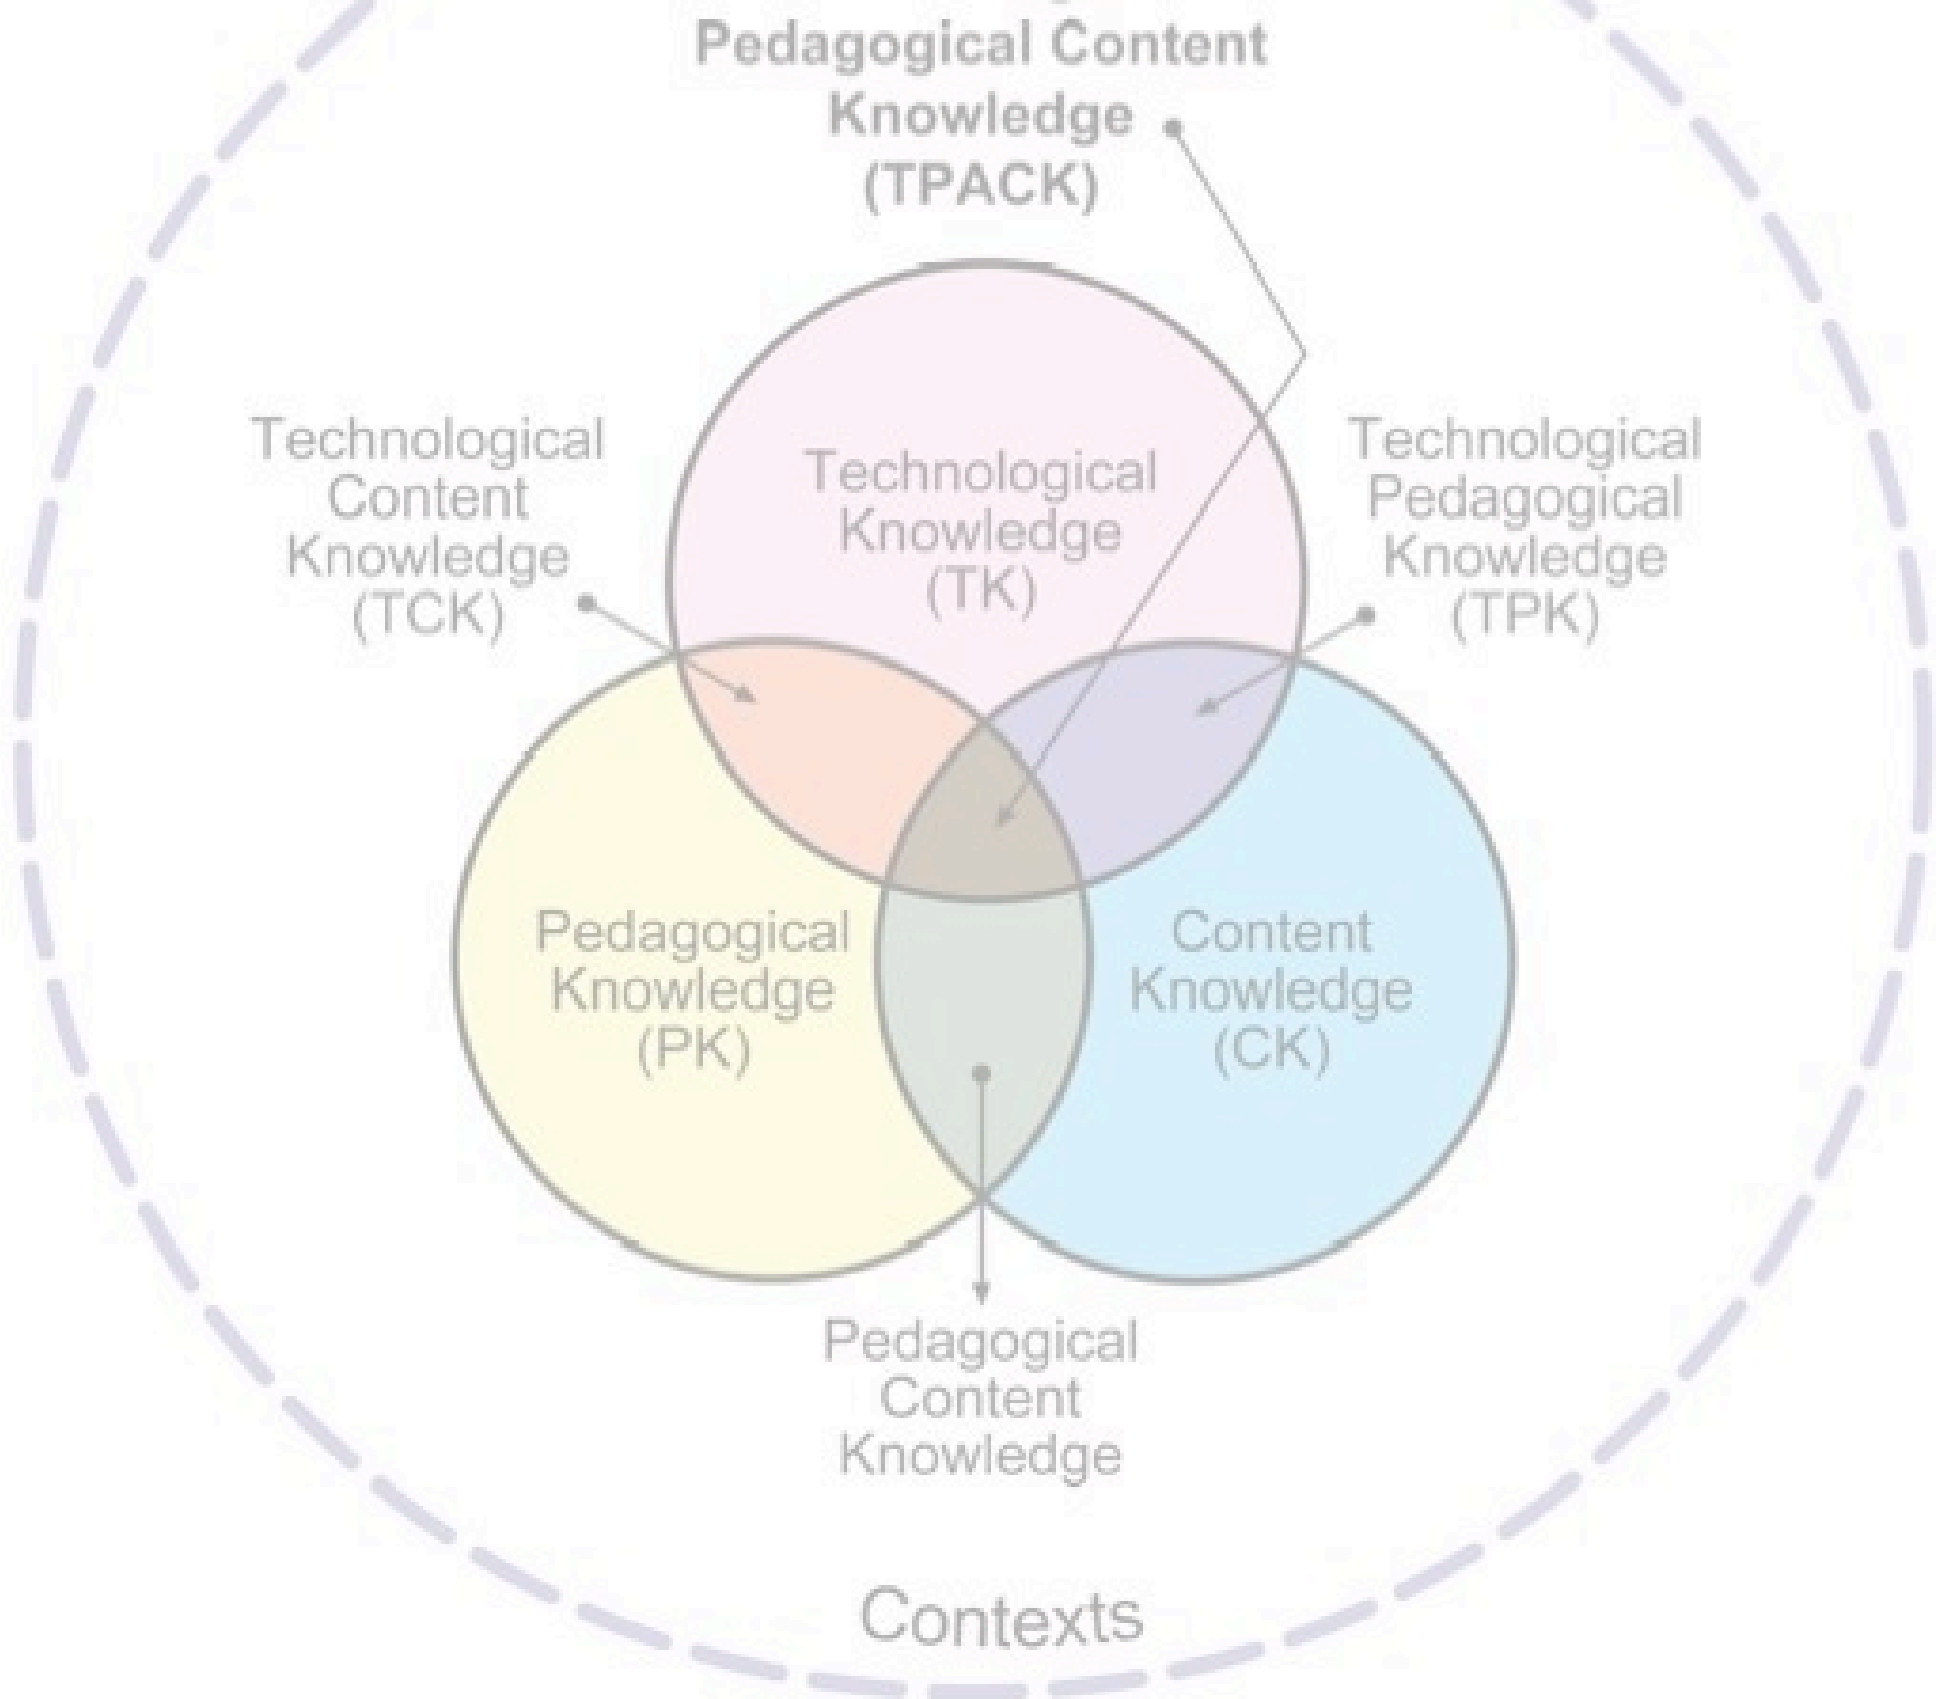 Pedagogical Content
Knowledge
(TPACK)
Technological
Content
Knowledge
(TCK)
Technological
Knowledge
(TK)
Technological
Pedagogical
Knowledge
(TPK)
Pedagogical
Knowledge
(PK)
Content
Knowledge
(CK)
Pedagogical
Content
Knowledge
Contexts